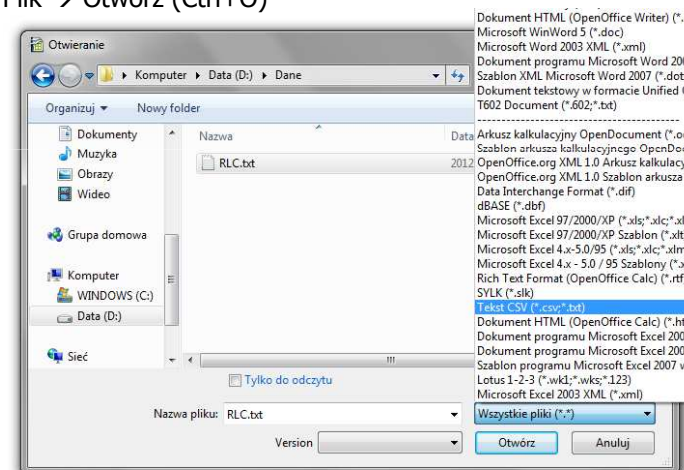 Plik → Otwórz (Ctrl+O)
Otwieranie
Komputer ▸ Data (D:) ▸ Dane
Organizuj
New folder
Dokumenty
Muzyka
Obrazy
Wideo
Grupa domowa
Komputer
WINDOWS (C:)
Data (D:)
Sieć
Nazwa
Data
RLC.txt
2012
Tylko do odczytu
Nazwa pliku: RLC.txt
Version
Dokument HTML (OpenOffice Writer) (*.
Microsoft WinWord 5 (*.doc)
Microsoft Word 2003 XML (*.xml)
Dokument programu Microsoft Word 200
Szablon XML Microsoft Word 2007 (*.dot
Dokument tekstowy w formacie Unified
T602 Document (*.602;*.txt)
----------------------------------------
Arkusz kalkulacyjny OpenDocument (*.o
Szablon arkusza kalkulacyjnego OpenDo
OpenOffice.org XML 1.0 Arkusz kalkulacy
OpenOffice.org XML 1.0 Szablon arkusza
Data Interchange Format (*.dif)
dBASE (*.dbf)
Microsoft Excel 97/2000/XP (*.xls;*.xlc;*.xl
Microsoft Excel 97/2000/XP Szablon (*.xlt
Microsoft Excel 4.x-5.0/95 (*.xls;*.xlc;*.xlm
Microsoft Excel 4.x - 5.0 / 95 Szablony (*.x
Rich Text Format (OpenOffice Calc) (*.rtf
SYLK (*.slk)
Tekst CSV (*.csv;*.txt)
Dokument HTML (OpenOffice Calc) (*.ht
Dokument programu Microsoft Excel 200
Dokument programu Microsoft Excel 200
Szablon programu Microsoft Excel 2007 w
Lotus 1-2-3 (*.wk1;*.wks;*.123)
Microsoft Excel 2003 XML (*.xml)
Wszystkie pliki (*.*)
Otwórz
Anuluj